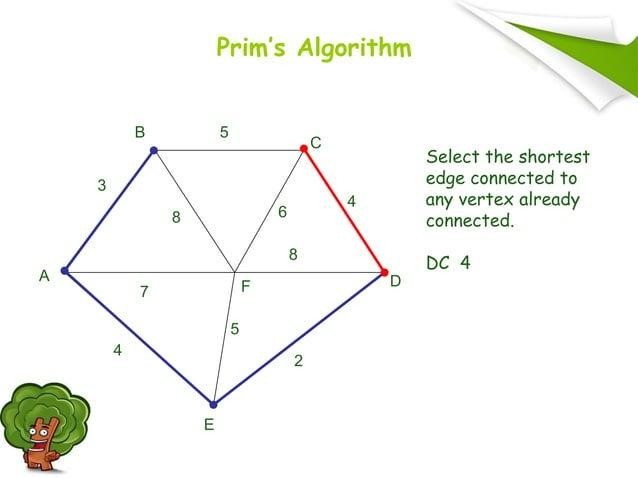 Prim's Algorithm
B
5
C
Select the shortest
edge connected to
any vertex already
connected.
DC 4
3
8
6
4
8
A
7
F
D
5
4
2
E